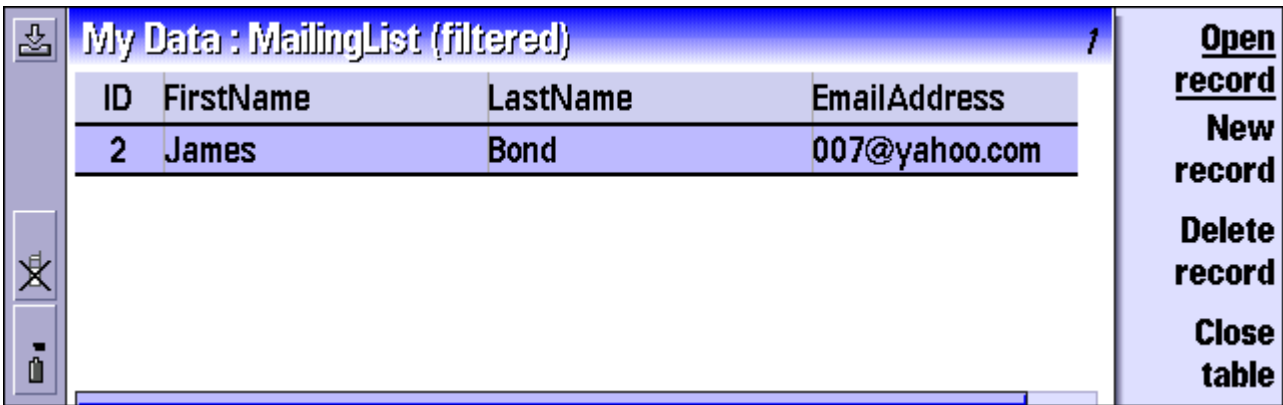 My Data : MailingList (filtered) 1
ID FirstName LastName EmailAddress
2 James Bond 007@yahoo.com
Open
record
New
record
Delete
record
Close
table